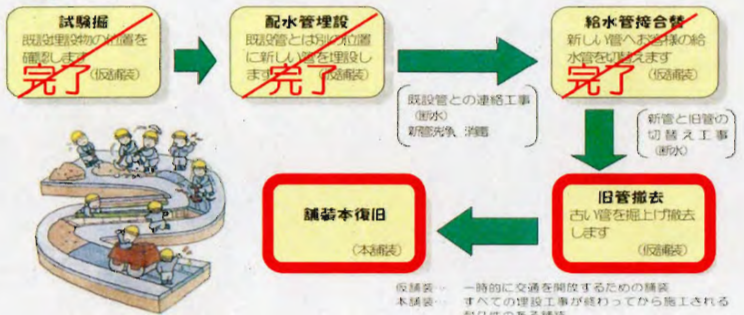 試験掘
既設埋設物の位置を
確認します
完了
(仮舗装)
配水管埋設
既設管とは別の位置
に新しい管を埋設し
ます
完了
(仮舗装)
給水管接合替
新しい管へお客様の給
水管を切替えます
完了
(仮舗装)
既設管との連絡工事
(断水)
新管洗浄、消毒
新管と旧管の
切替え工事
(断水)
舗装本復旧
(本舗装)
旧管撤去
古い管を掘上げ撤去
します
(仮舗装)
仮舗装… 一時的に交通を開放するための舗装
本舗装… すべての埋設工事が終わってから施工される
耐久性のある舗装